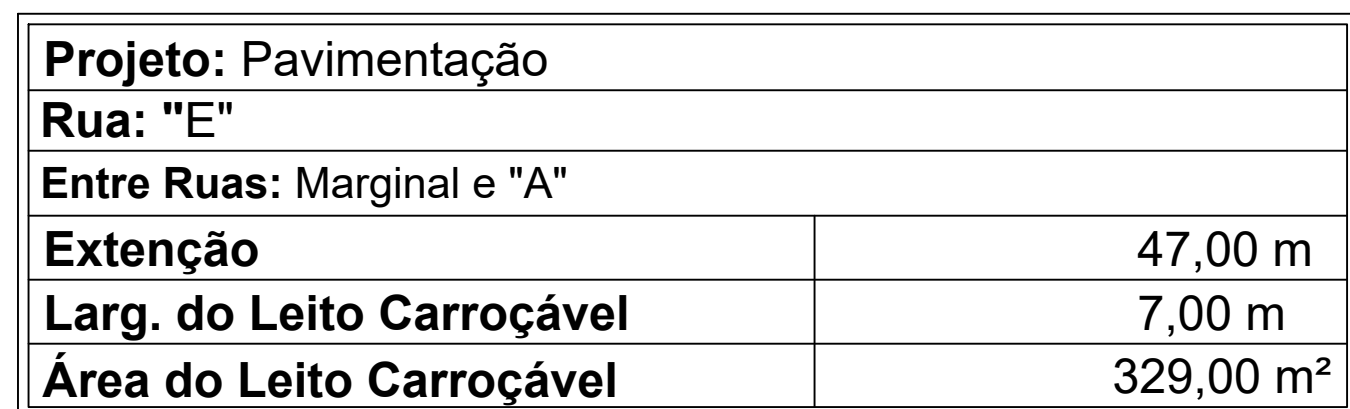 Projeto: Pavimentação
Rua: "E"
Entre Ruas: Marginal e "A"
Extenção 47,00 m
Larg. do Leito Carroçável 7,00 m
Área do Leito Carroçável 329,00 m²